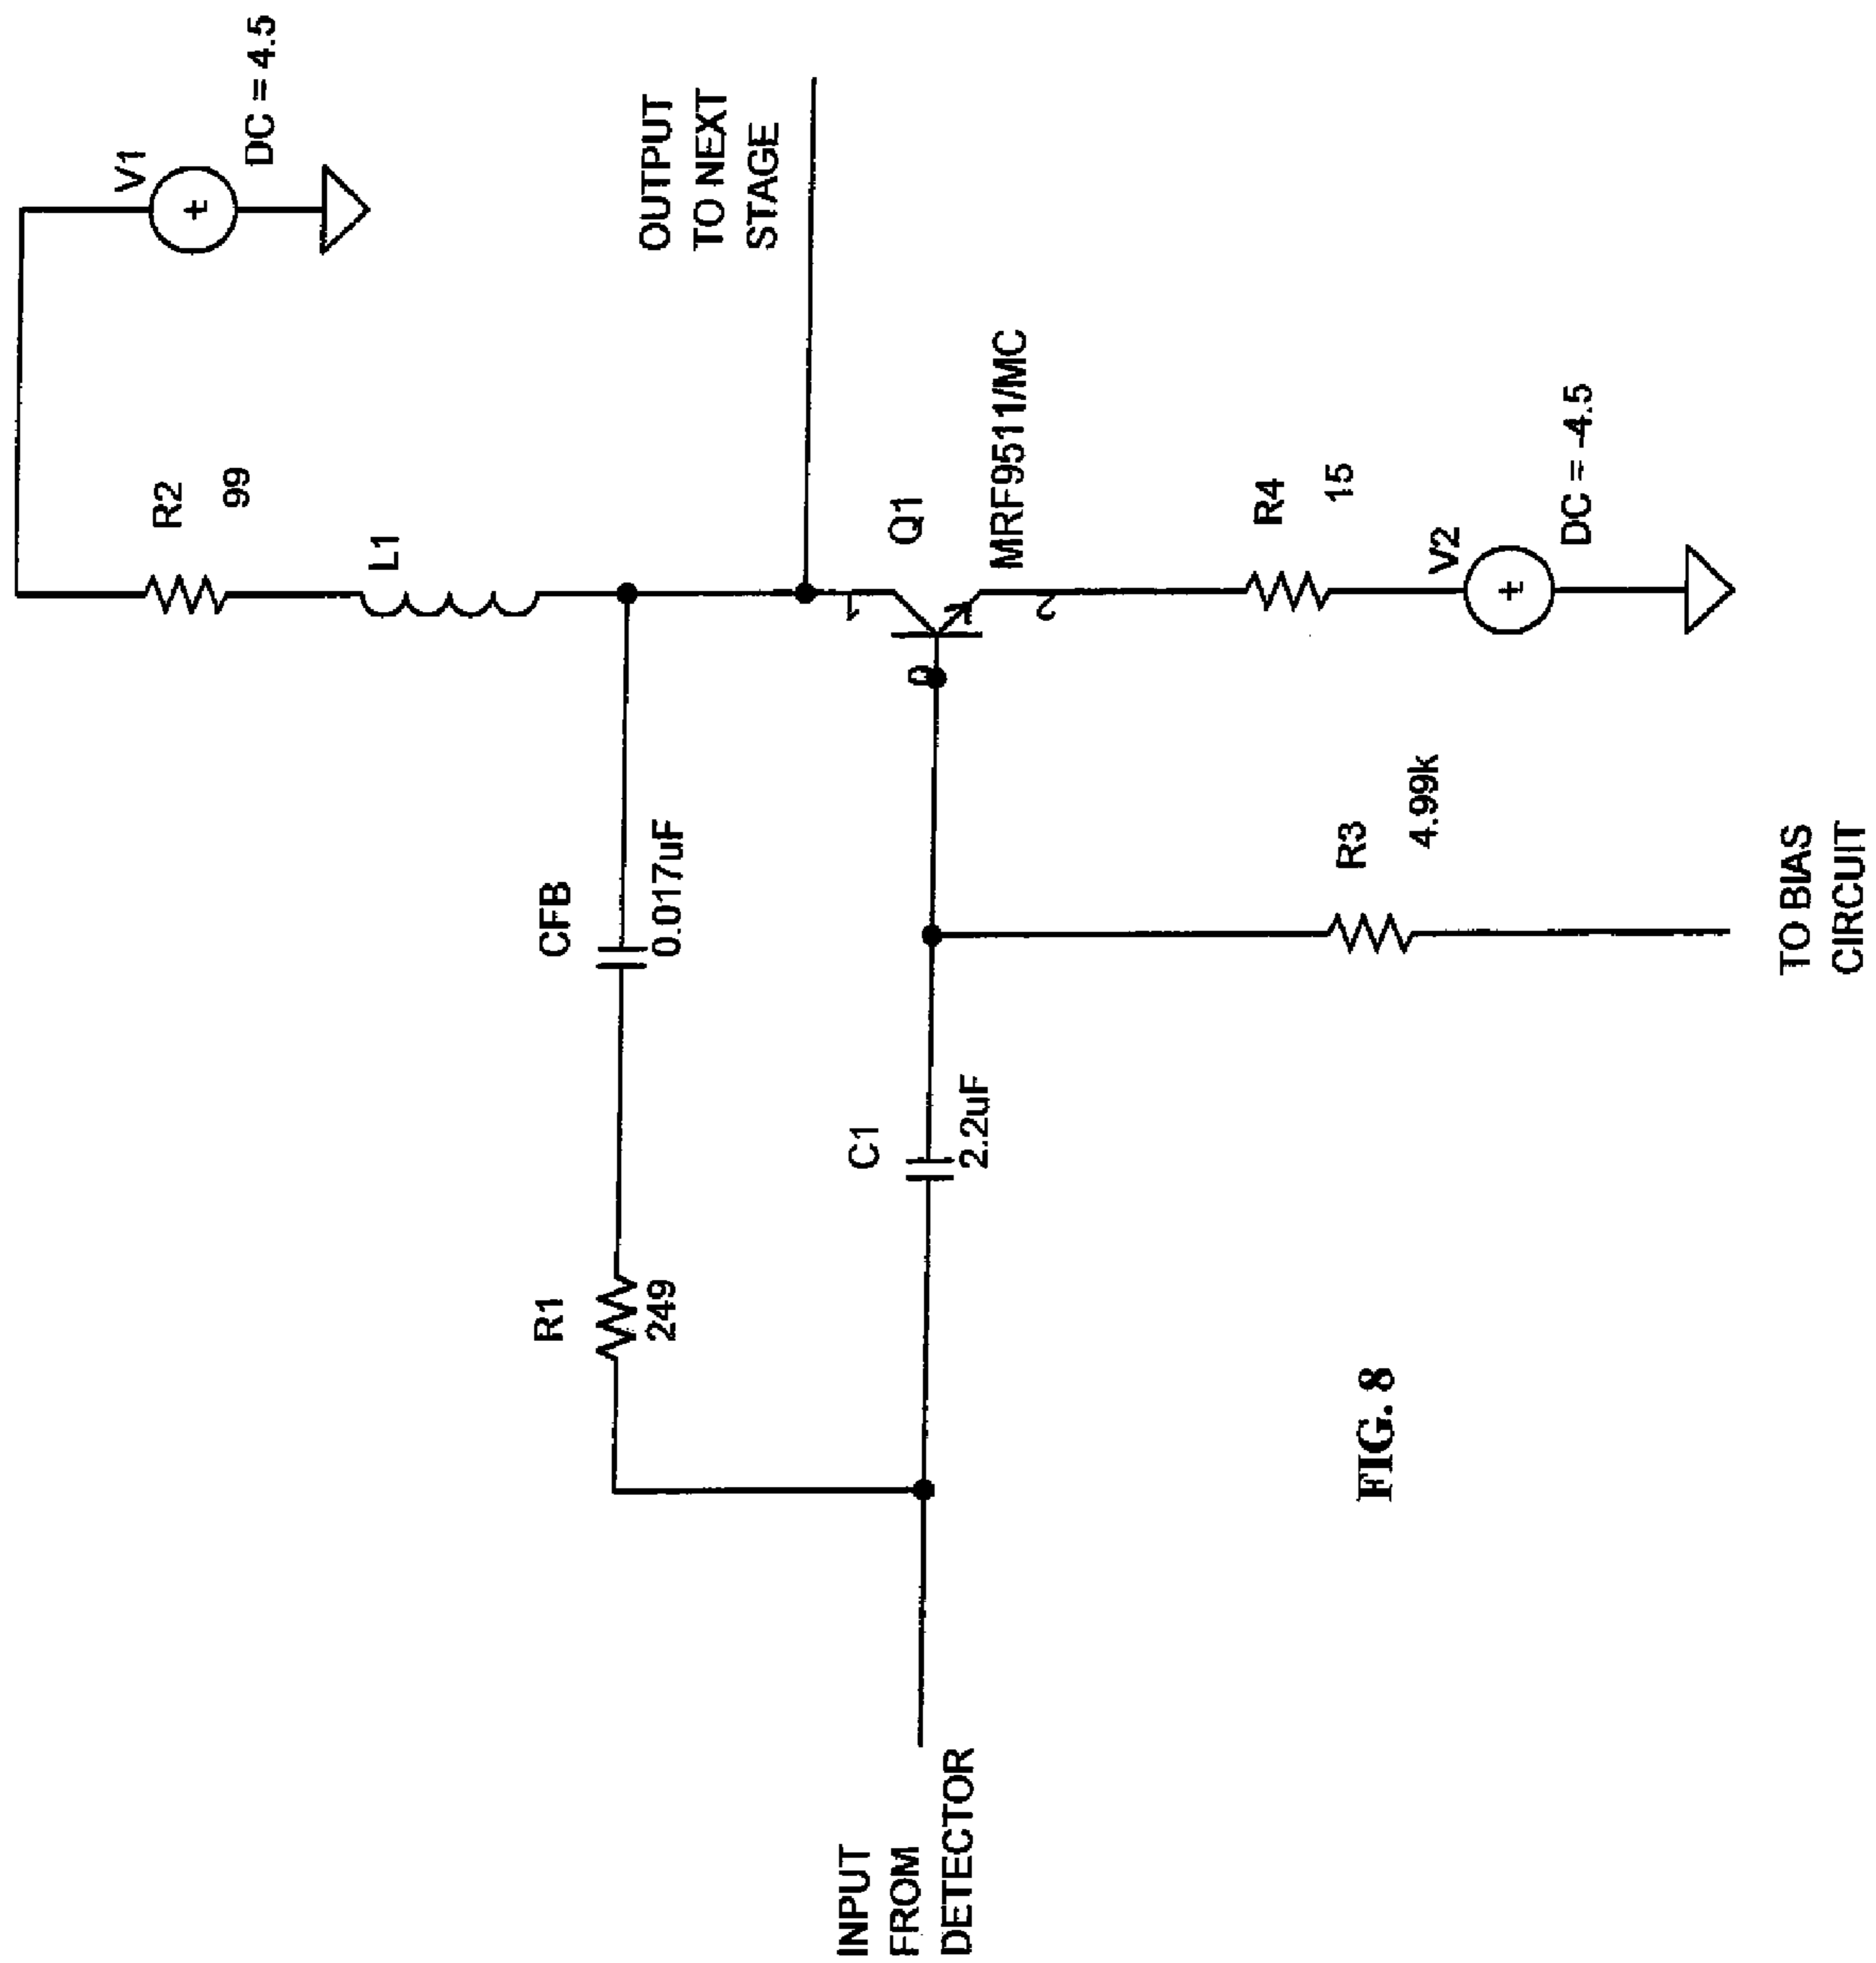 V1
DC = 4.5
R2
99
L1
OUTPUT
TO NEXT
STAGE
Q1
MRF9511/MC
1
0
2
R4
15
V2
DC = -4.5
CFB
0.017uF
R1
249
C1
2.2uF
R3
4.99k
TO BIAS
CIRCUIT
INPUT
FROM
DETECTOR
FIG. 8